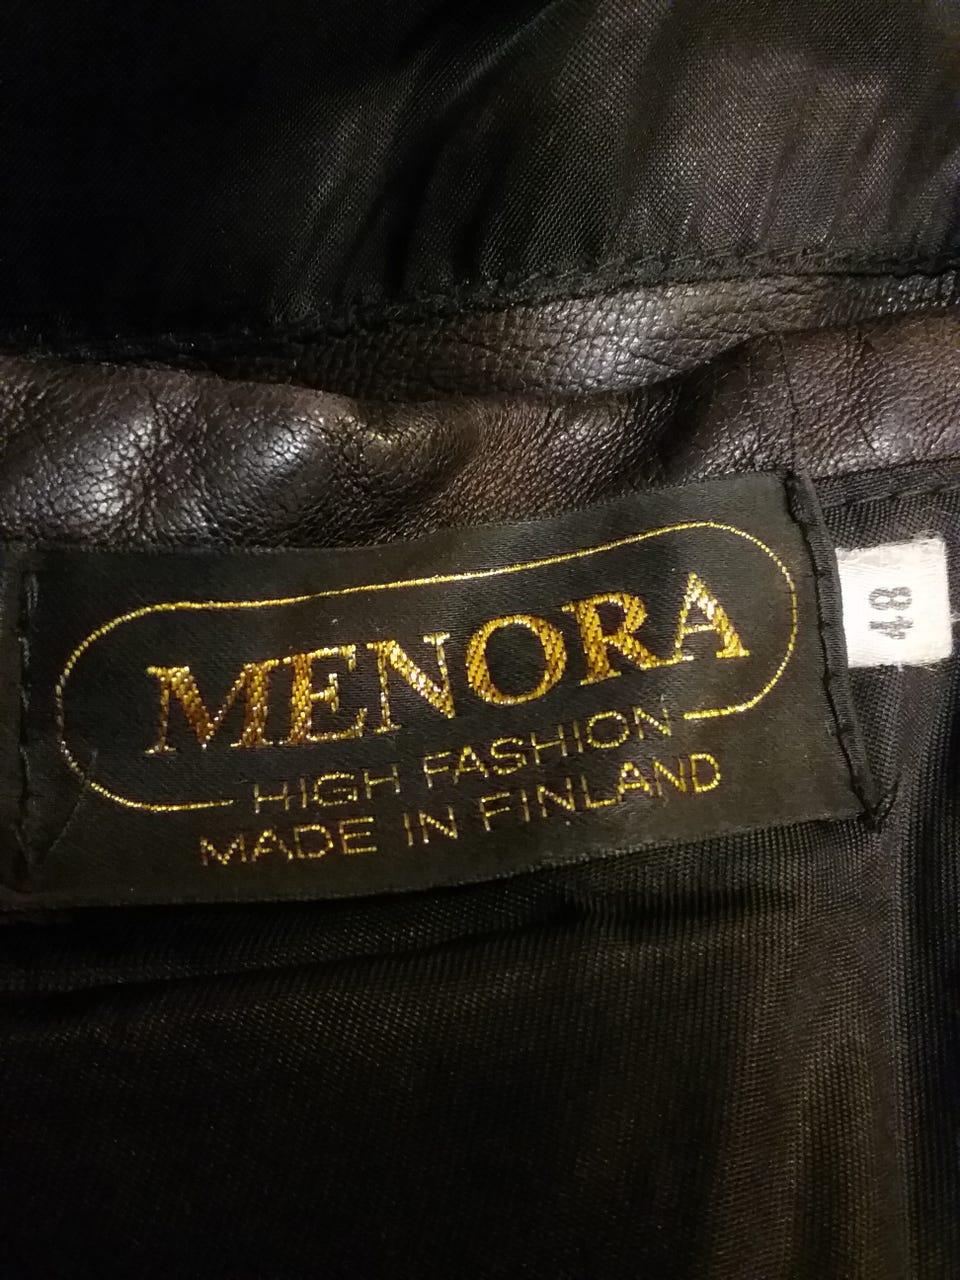 MENORA
HIGH FASHION
MADE IN FINLAND
48